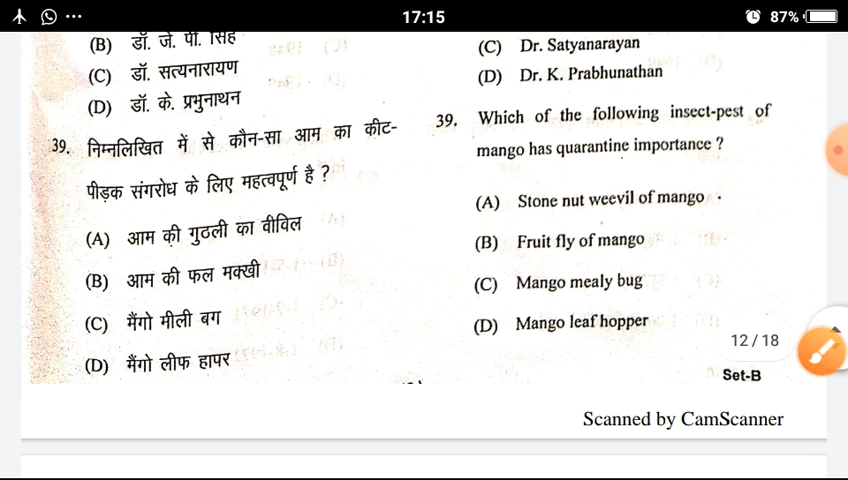 17:15
87%
(B) डॉ. जे. पी. सिंह
(C) डॉ. सत्यनारायण
(D) डॉ. के. प्रभुनाथन
39. निम्नलिखित में से कौन-सा आम का कीट-
पीड़क संगरोध के लिए महत्वपूर्ण है ?
(A) आम की गुठली का वीविल
(B) आम की फल मक्खी
(C) मैंगो मीली बग
(D) मैंगो लीफ हापर
(C) Dr. Satyanarayan
(D) Dr. K. Prabhunathan
39. Which of the following insect-pest of
mango has quarantine importance ?
(A) Stone nut weevil of mango
(B) Fruit fly of mango
(C) Mango mealy bug
(D) Mango leaf hopper
12 / 18
Set-B
Scanned by CamScanner